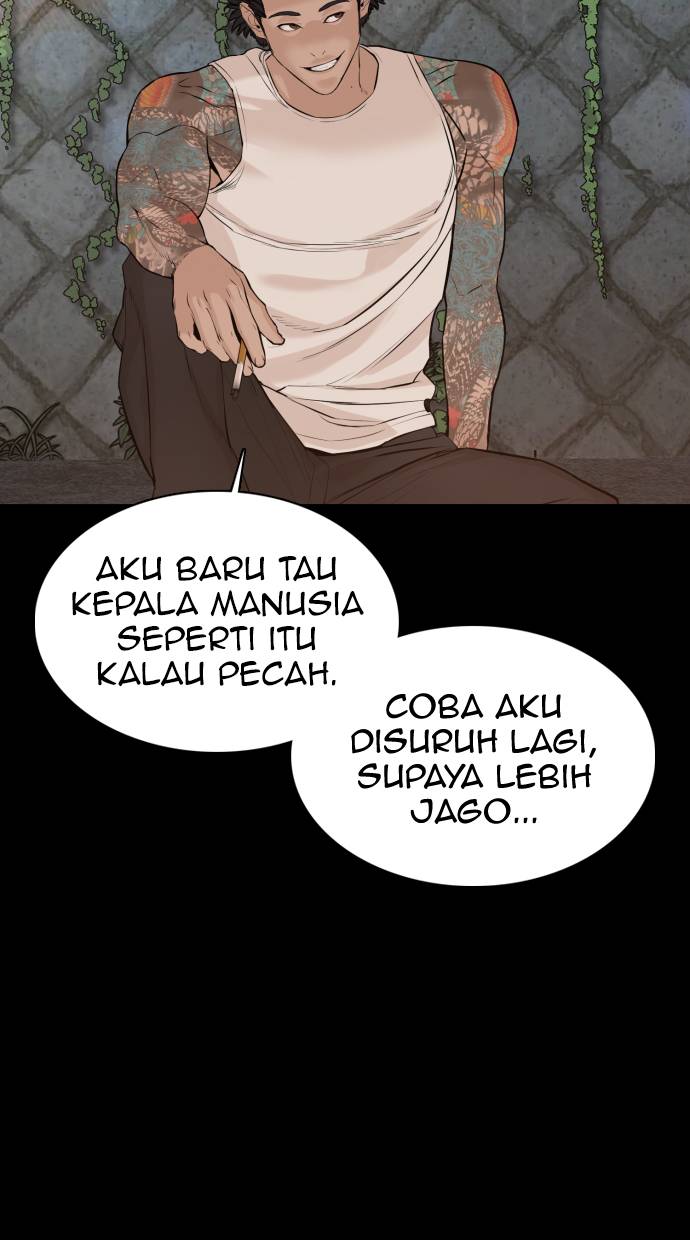 AKU BARU TAU
KEPALA MANUSIA
SEPERTI ITU
KALAU PECAH.
COBA AKU
DISURUH LAGI,
SUPAYA LEBIH
JAGO...